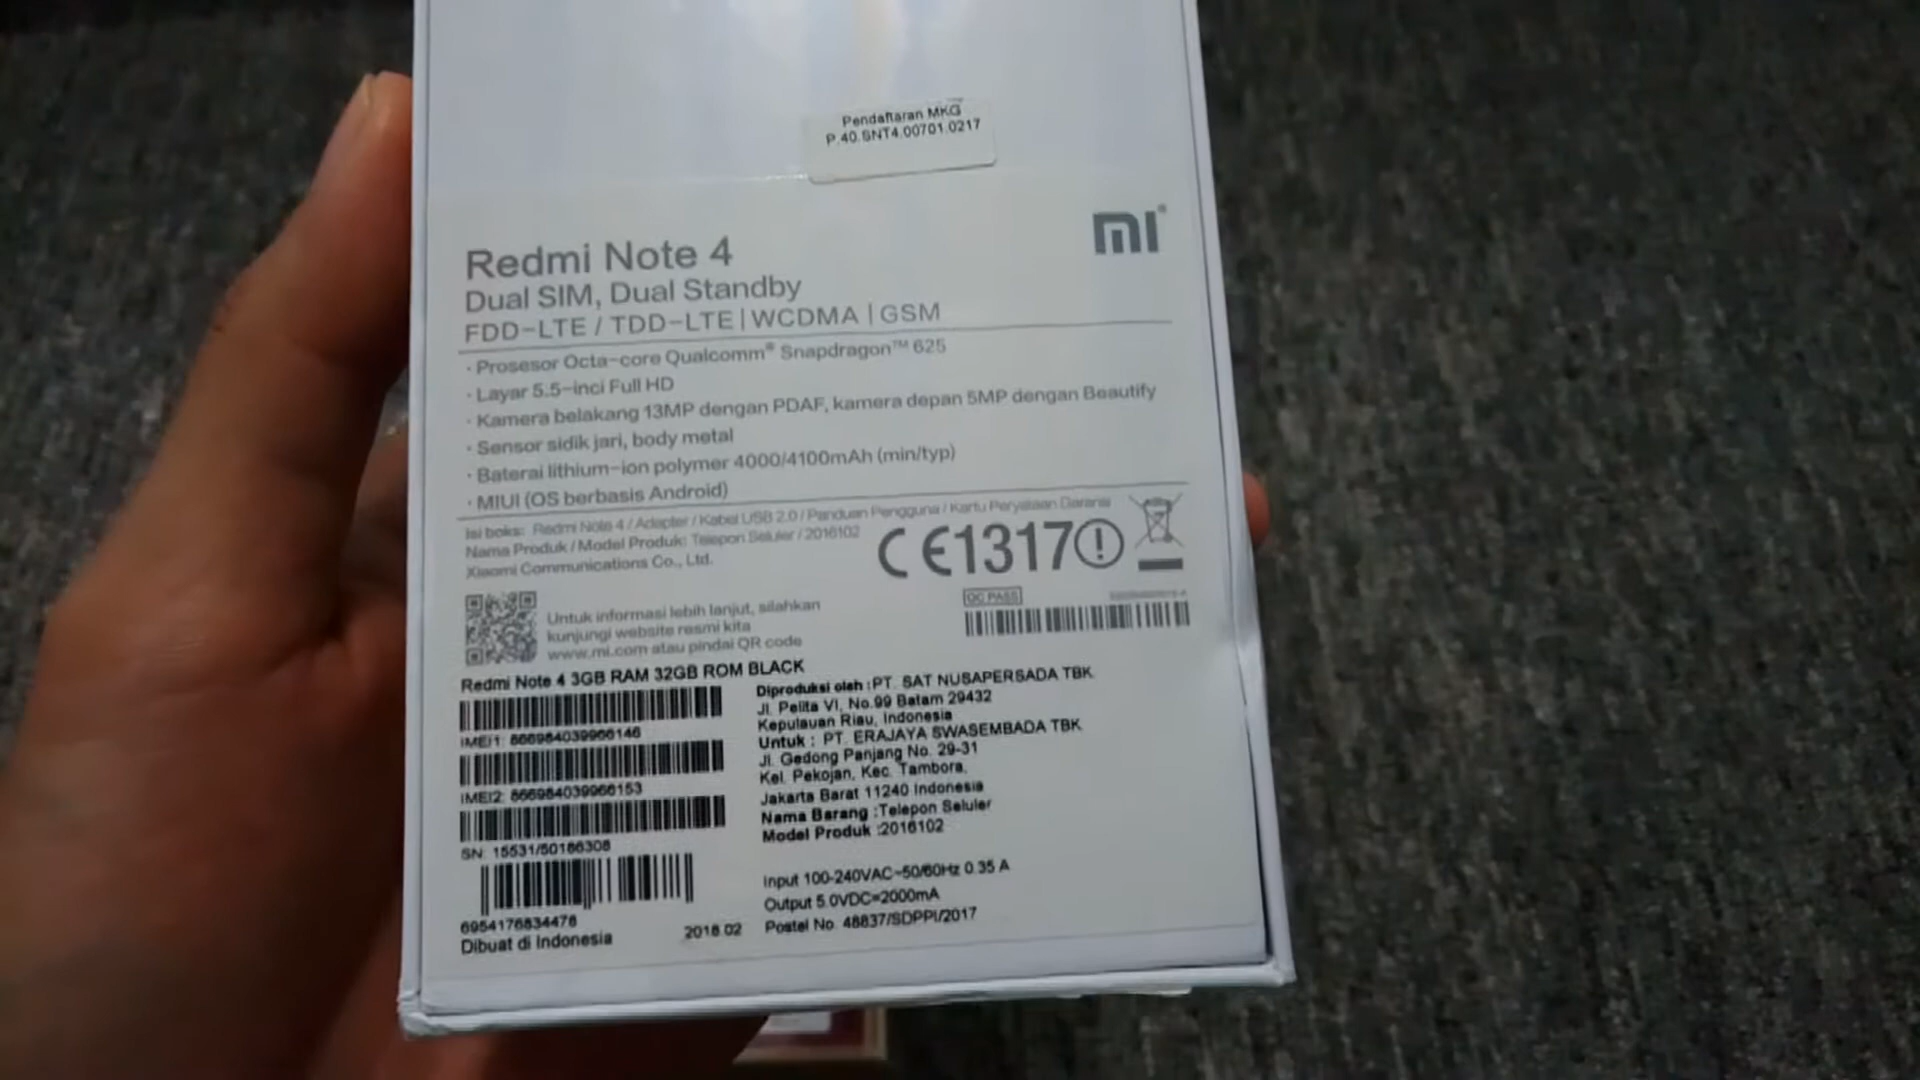 Pendaftaran MKG
P.40.SNT4.00701.0217
mi
Redmi Note 4
Dual SIM, Dual Standby
FDD-LTE / TDD-LTE | WCDMA | GSM
· Prosesor Octa-core Qualcomm® Snapdragon™ 625
· Layar 5.5-inci Full HD
· Kamera belakang 13MP dengan PDAF, kamera depan 5MP dengan Beautify
· Sensor sidik jari, body metal
· Baterai lithium-ion polymer 4000/4100mAh (min/typ)
· MIUI (OS berbasis Android)
Isi boks: Redmi Note 4 / Adapter / Kabel USB 2.0 / Panduan Pengguna / Kartu Peryataan Garansi
Nama Produk / Model Produk: Telepon Seluler / 2016102
Xiaomi Communications Co., Ltd.
CE1317
QC PASS
Untuk informasi lebih lanjut, silahkan
kunjungi website resmi kita
www.mi.com atau pindai QR code
Redmi Note 4 3GB RAM 32GB ROM BLACK
IMEI1: 866984039966146
IMEI2: 866984039966153
SN: 15531/50186308
6954176834478
Dibuat di Indonesia
2018.02
Diproduksi oleh :PT. SAT NUSAPERSADA TBK
Jl. Pelita VI, No.99 Batam 29432
Kepulauan Riau, Indonesia
Untuk : PT. ERAJAYA SWASEMBADA TBK
Jl. Gedong Panjang No. 29-31
Kel. Pekojan, Kec. Tambora,
Jakarta Barat 11240 Indonesia
Nama Barang :Telepon Seluler
Model Produk :2016102
Input 100-240VAC~50/60Hz 0.35 A
Output 5.0VDC=2000mA
Postel No. 48837/SDPPI/2017